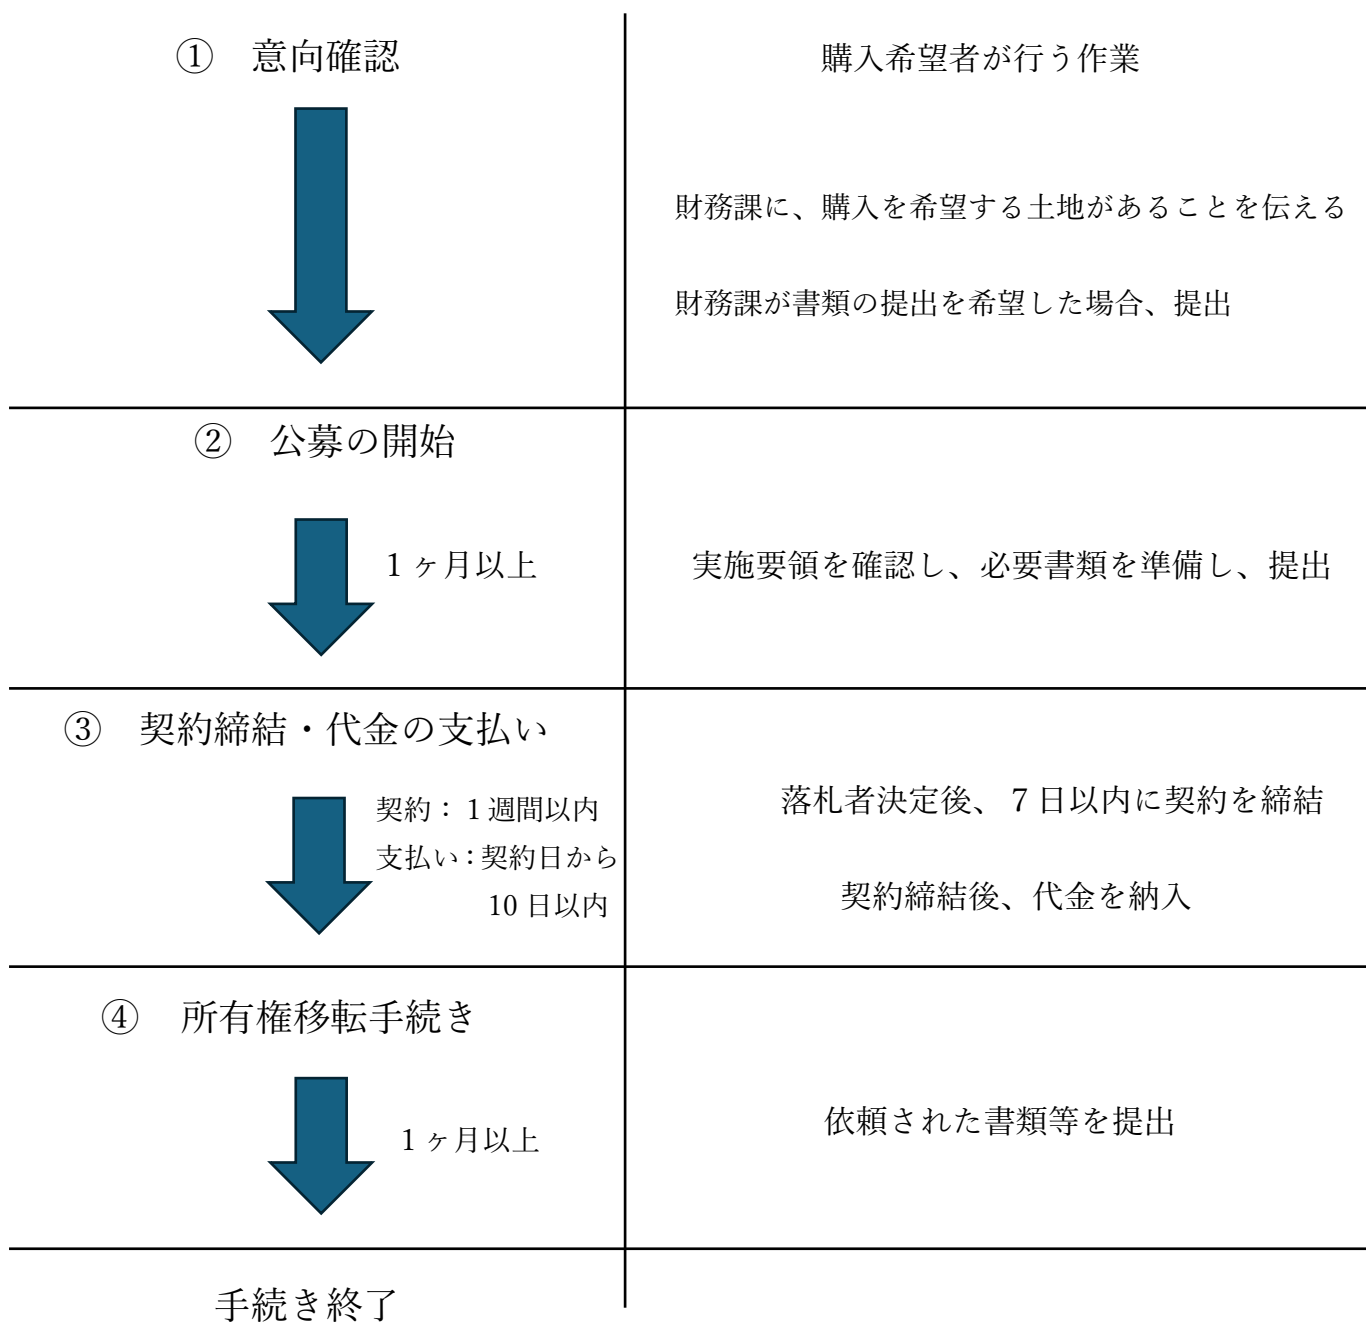 ① 意向確認
購入希望者が行う作業
財務課に、購入を希望する土地があることを伝える
財務課が書類の提出を希望した場合、提出
② 公募の開始
1ヶ月以上
実施要領を確認し、必要書類を準備し、提出
③ 契約締結・代金の支払い
契約：1週間以内
支払い：契約日から
10日以内
落札者決定後、7日以内に契約を締結
契約締結後、代金を納入
④ 所有権移転手続き
1ヶ月以上
依頼された書類等を提出
手続き終了